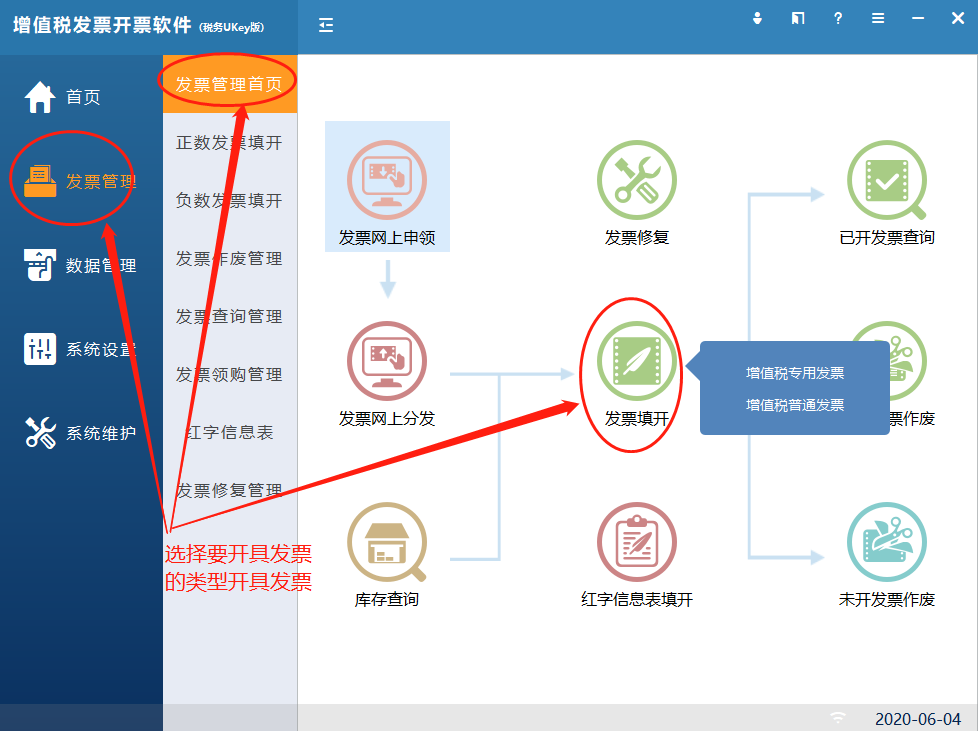 增值税发票开票软件 (税务UKey版)
首页
发票管理
数据管理
系统设置
系统维护
发票管理首页
正数发票填开
负数发票填开
发票作废管理
发票查询管理
发票领购管理
红字信息表
发票修复管理
选择要开具发票
的类型开具发票
发票网上申领
发票修复
已开发票查询
发票网上分发
发票填开
增值税专用发票
增值税普通发票
票作废
库存查询
红字信息表填开
未开发票作废
2020-06-04